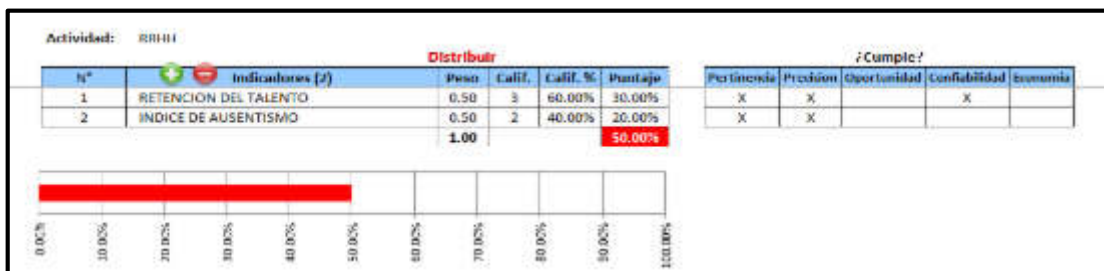 Actividad: RRHH
Distribuir ¿Cumple?
N° Indicadores (2) Peso Calif. Calif. % Puntaje Pertinencia Precision Oportunidad Confiabilidad Economia
1 RETENCION DEL TALENTO 0.50 3 60.00% 30.00% X X X
2 INDICE DE AUSENTISMO 0.50 2 40.00% 20.00% X X
1.00 50.00%
0.00% 10.00% 20.00% 30.00% 40.00% 50.00% 60.00% 70.00% 80.00% 90.00% 100.00%